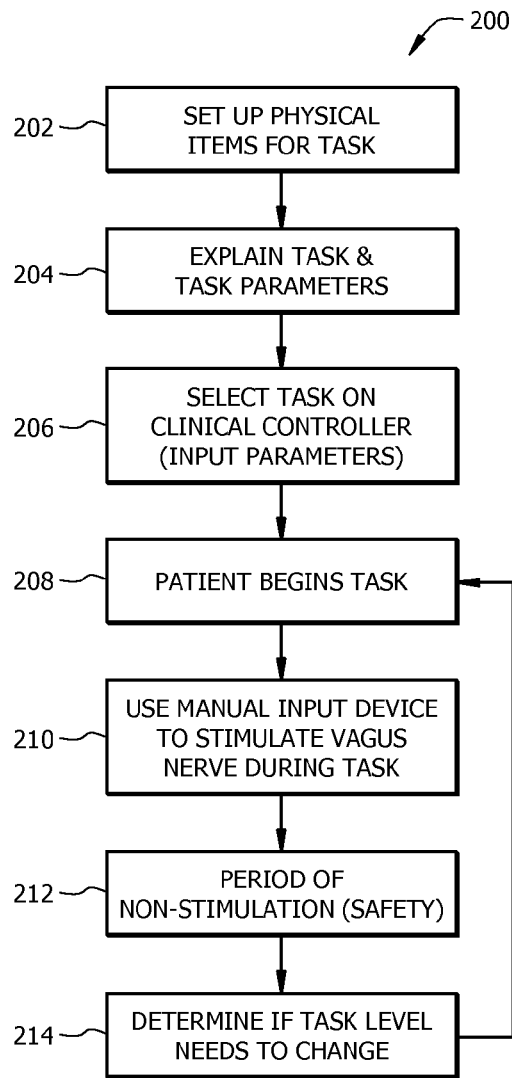 200
202
SET UP PHYSICAL
ITEMS FOR TASK
204
EXPLAIN TASK &
TASK PARAMETERS
206
SELECT TASK ON
CLINICAL CONTROLLER
(INPUT PARAMETERS)
208
PATIENT BEGINS TASK
210
USE MANUAL INPUT DEVICE
TO STIMULATE VAGUS
NERVE DURING TASK
212
PERIOD OF
NON-STIMULATION (SAFETY)
214
DETERMINE IF TASK LEVEL
NEEDS TO CHANGE